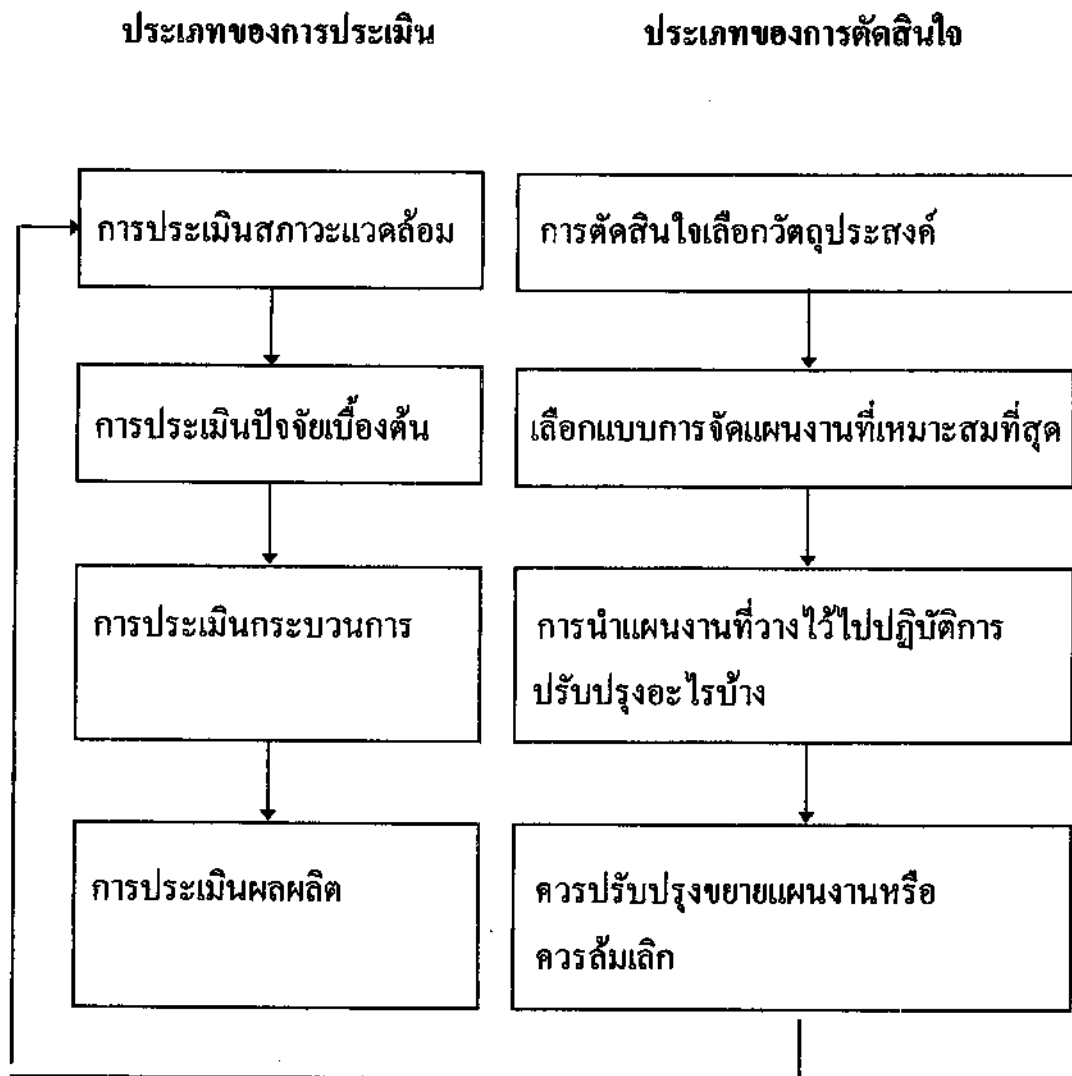 ประเภทของการประเมิน ประเภทของการตัดสินใจ
การประเมินสภาวะแวดล้อม การตัดสินใจเลือกวัตถุประสงค์
การประเมินปัจจัยเบื้องต้น เลือกแบบการจัดแผนงานที่เหมาะสมที่สุด
การประเมินกระบวนการ การนำแผนงานที่วางไว้ไปปฏิบัติการ
ปรับปรุงอะไรบ้าง
การประเมินผลผลิต ควรปรับปรุงขยายแผนงานหรือ
ควรล้มเลิก